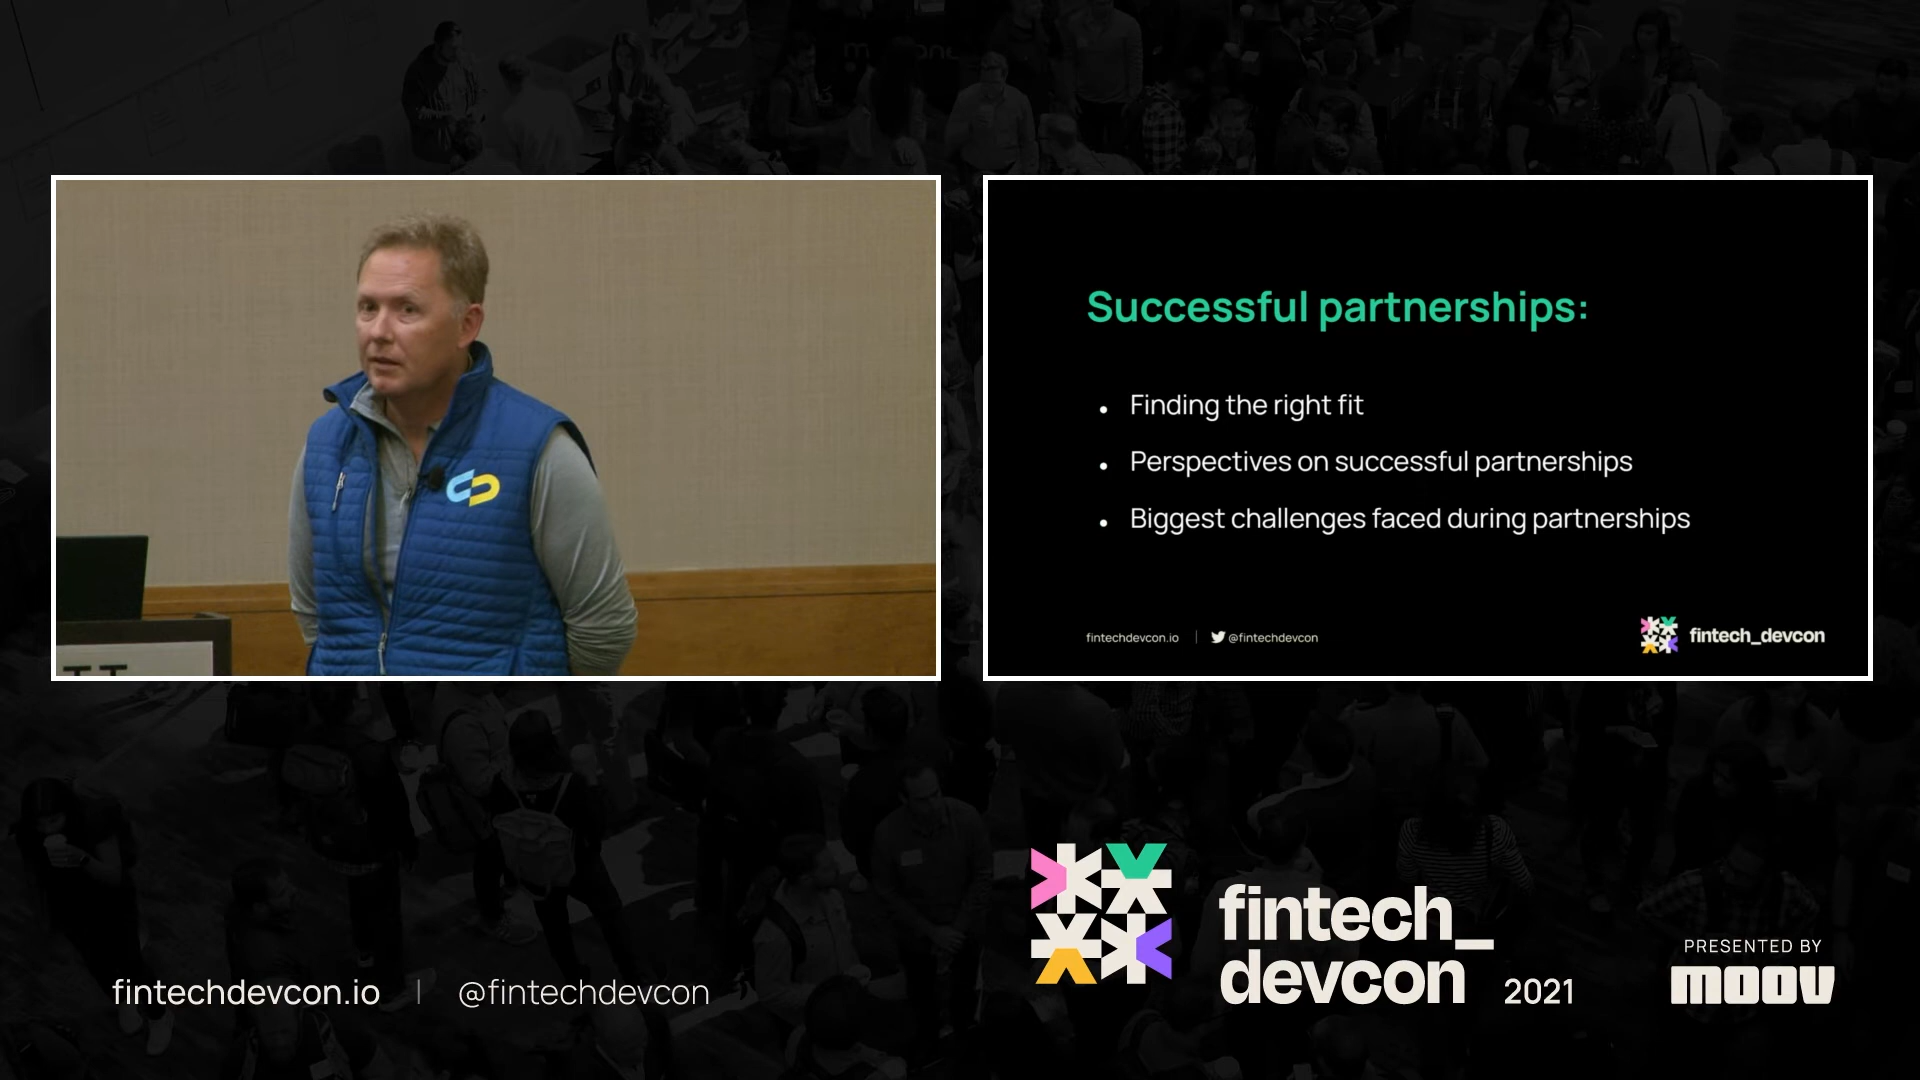 Successful partnerships:
Finding the right fit
Perspectives on successful partnerships
Biggest challenges faced during partnerships
fintechdevcon.io | @fintechdevcon
fintech_devcon
fintechdevcon.io | @fintechdevcon
fintech_
devcon 2021
PRESENTED BY
moov